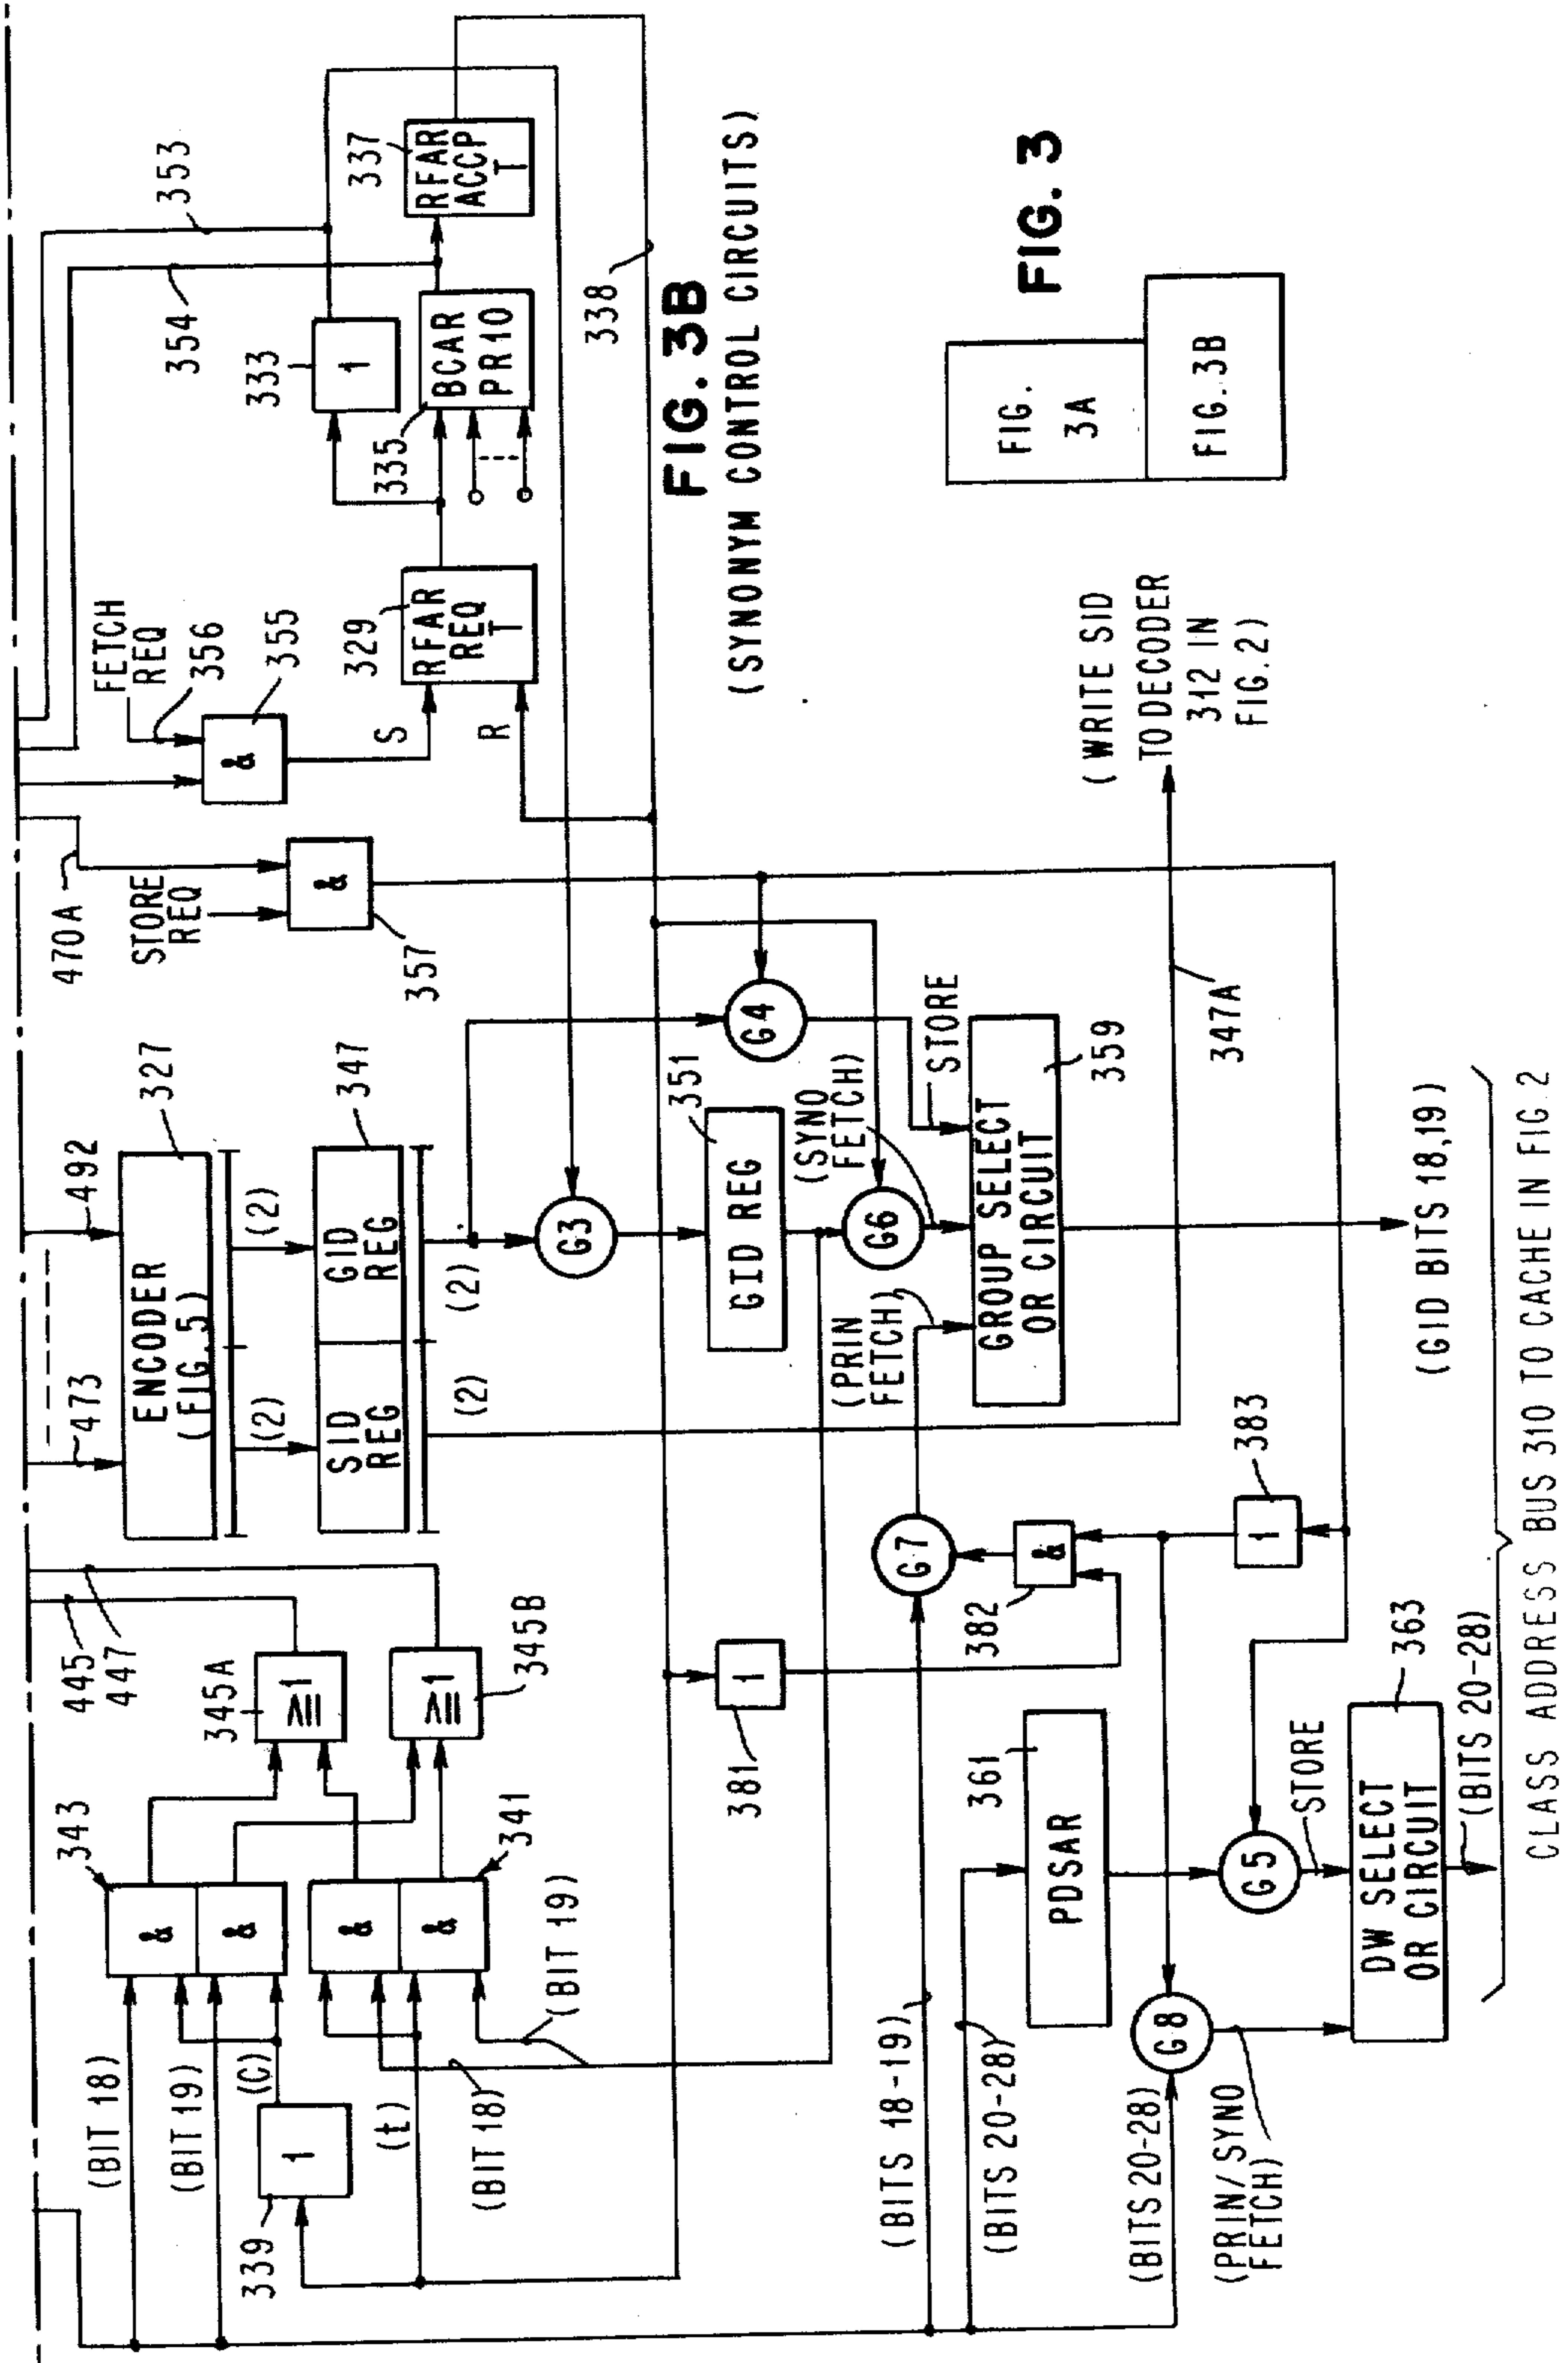 470A
STORE
REQ
&
357
FETCH
REQ
356
&
355
S
R
329
RFAR
REQ
T
354
353
333
1
335
BCAR
PR10
337
RFAR
ACCP
T
338
473
492
ENCODER
(FIG. 5)
327
(2)
(2)
SID
REG
GID
REG
347
(2)
(2)
G3
G4
351
GID REG
(SYNO
FETCH)
STORE
G6
(PRIN
FETCH)
GROUP SELECT
OR CIRCUIT
359
347A
(WRITE SID
TO DECODER
312 IN
FIG. 2)
445
447
345A
≥1
345B
≥1
343
&
&
341
&
&
(BIT 18)
(BIT 19)
(C)
339
1
(t)
(BIT 18)
(BIT 19)
381
1
G7
382
&
383
1
361
PDSAR
(BITS 18-19)
(BITS 20-28)
(BITS 20-28)
G8
(PRIN/SYNO
FETCH)
G5
STORE
DW SELECT
OR CIRCUIT
363
(BITS 20-28)
(GID BITS 18,19)
CLASS ADDRESS BUS 310 TO CACHE IN FIG 2
FIG. 3B
(SYNONYM CONTROL CIRCUITS)
FIG. 3
FIG.
3A
FIG.3B